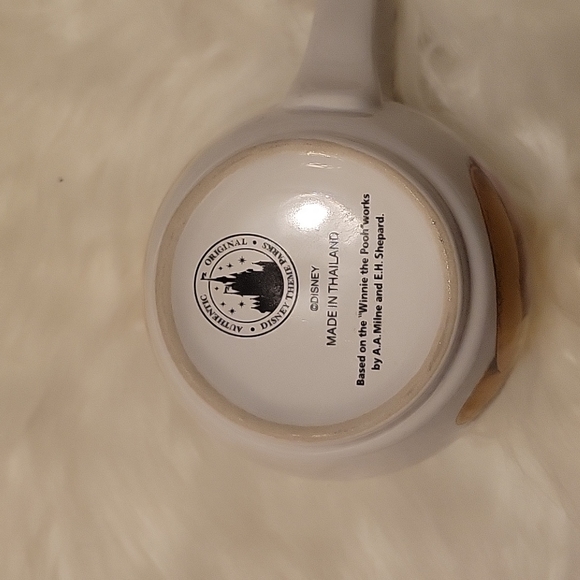 AUTHENTIC • ORIGINAL • DISNEY THEME PARKS •
©DISNEY
MADE IN THAILAND
Based on the "Winnie the Pooh"works
by A.A. Milne and E.H. Shepard.